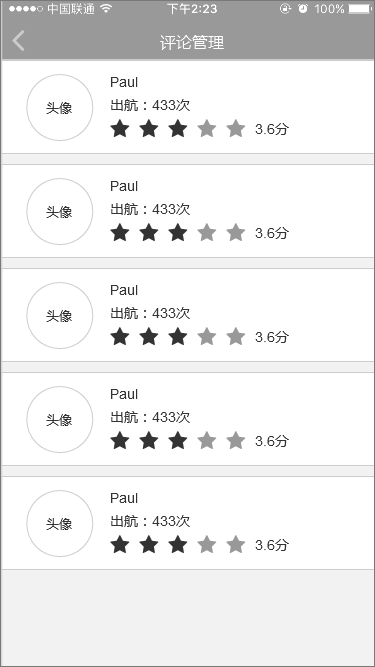 中国联通 下午2:23 100%
评论管理
头像
Paul
出航：433次
3.6分
头像
Paul
出航：433次
3.6分
头像
Paul
出航：433次
3.6分
头像
Paul
出航：433次
3.6分
头像
Paul
出航：433次
3.6分